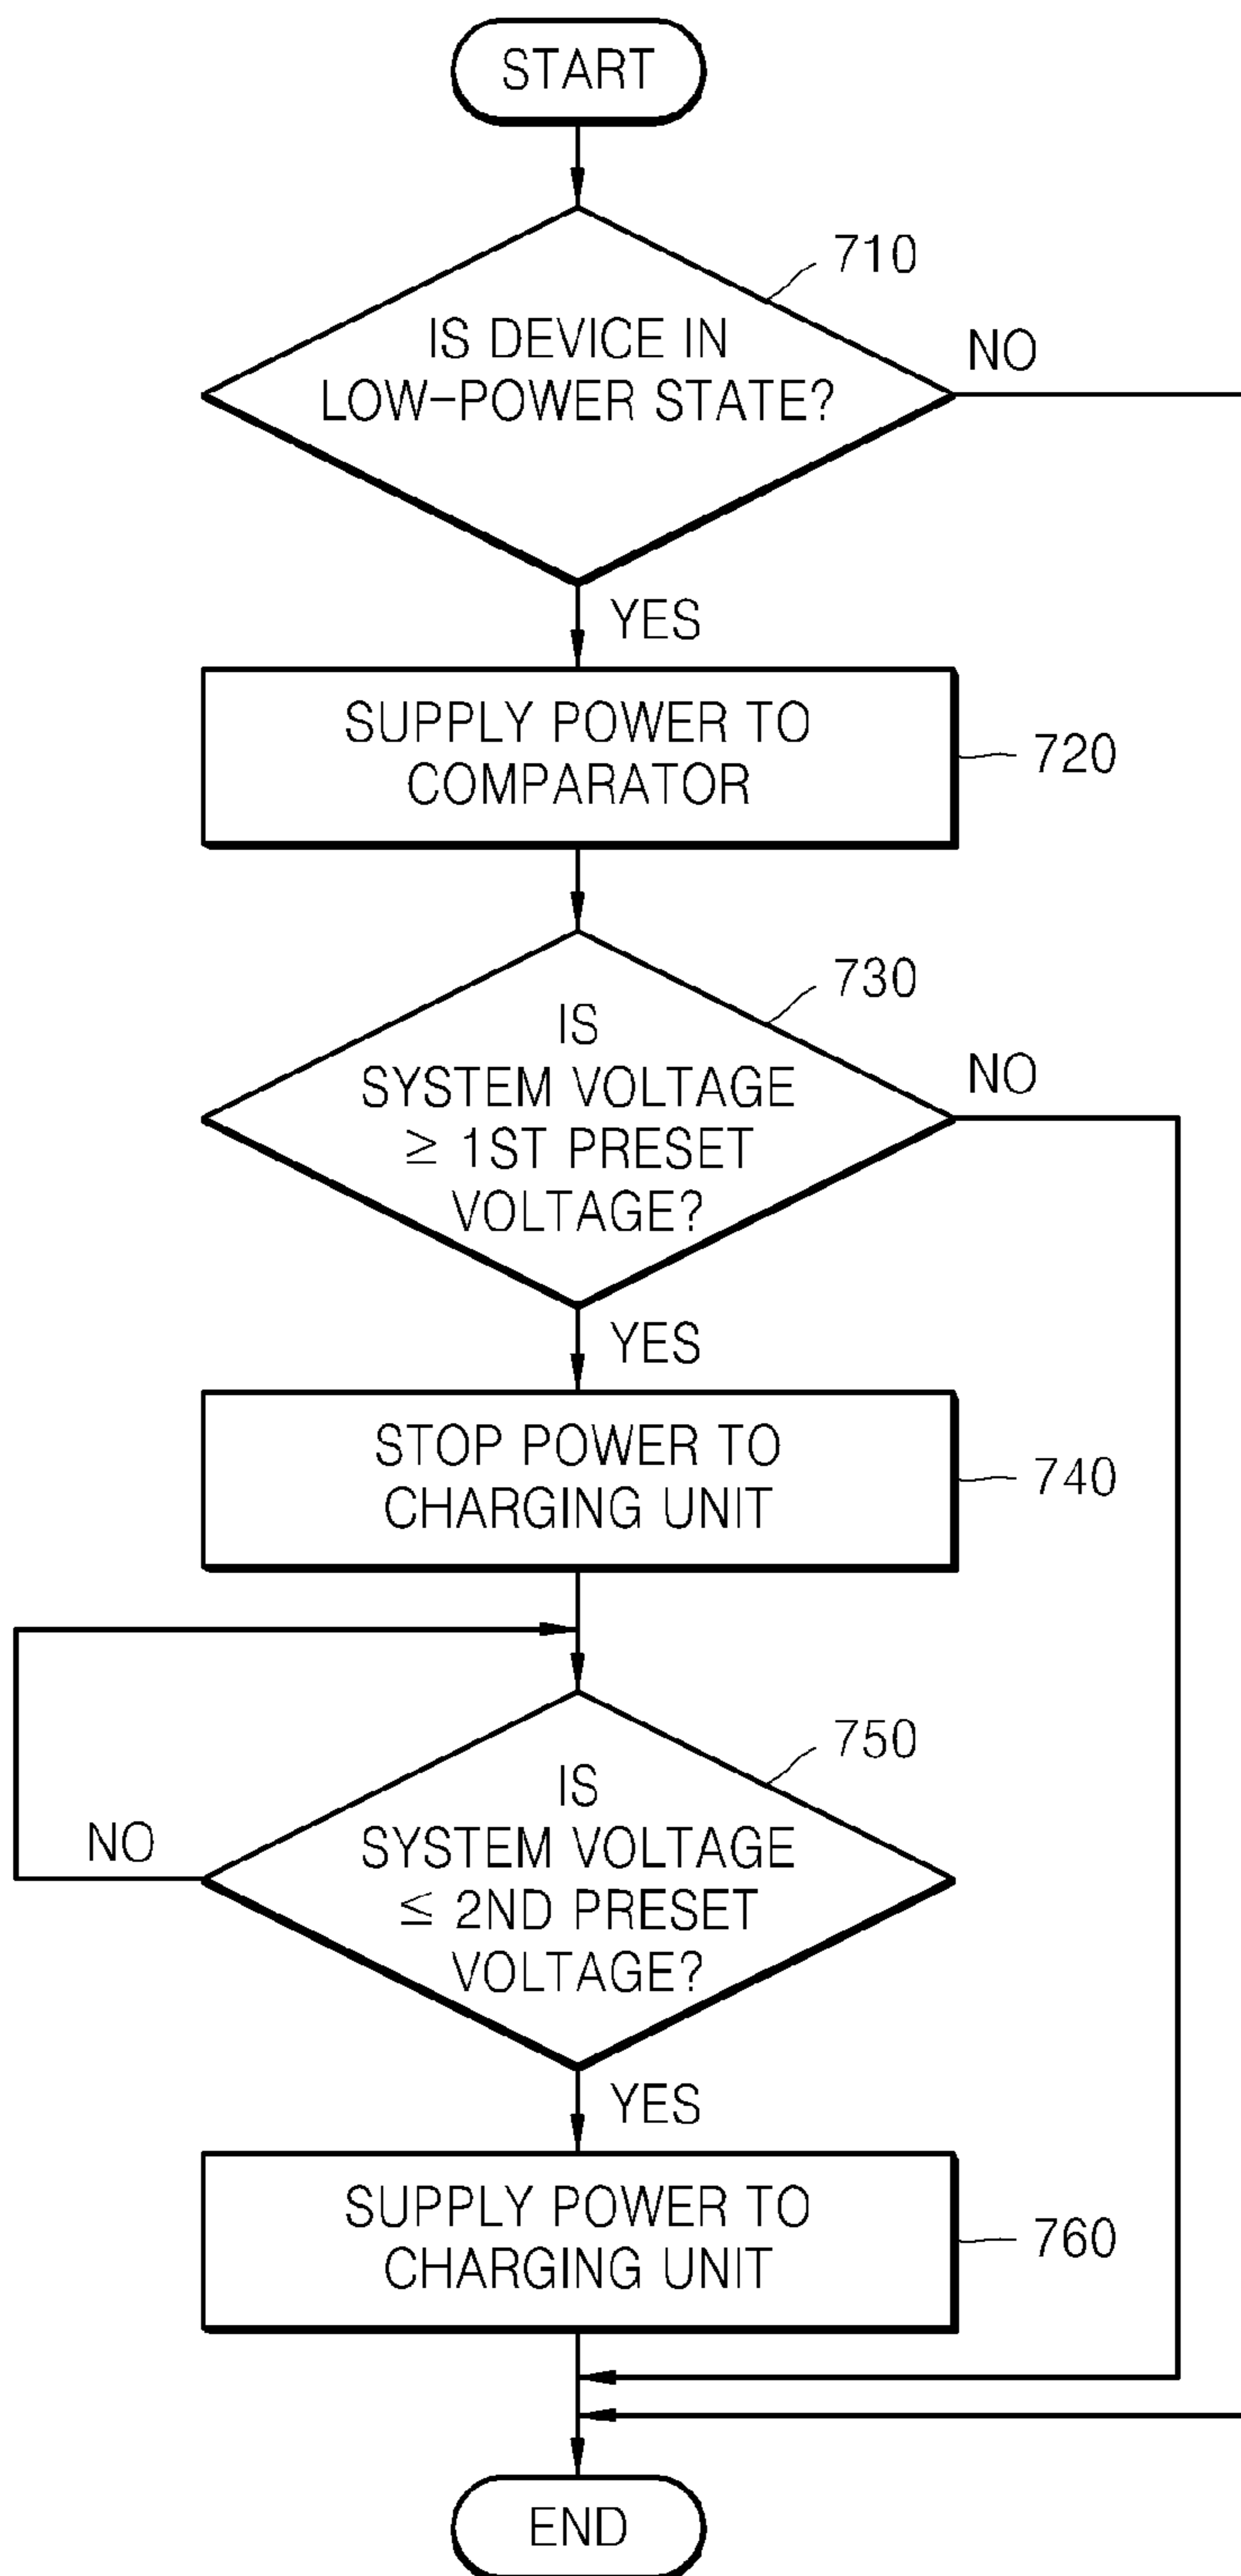 START
710
IS DEVICE IN
LOW-POWER STATE?
NO
YES
SUPPLY POWER TO
COMPARATOR
720
730
IS
SYSTEM VOLTAGE
≥ 1ST PRESET
VOLTAGE?
NO
YES
STOP POWER TO
CHARGING UNIT
740
750
IS
SYSTEM VOLTAGE
≤ 2ND PRESET
VOLTAGE?
NO
YES
SUPPLY POWER TO
CHARGING UNIT
760
END